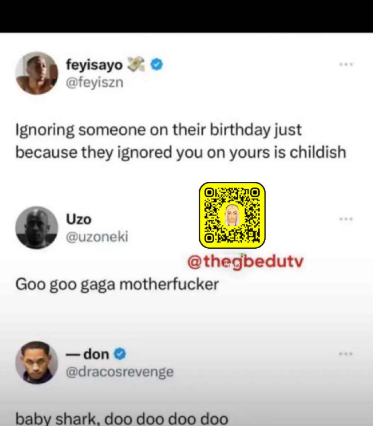 feyisayo 💸
@feyiszn
Ignoring someone on their birthday just
because they ignored you on yours is childish
Uzo
@uzoneki
@thegbedutv
Goo goo gaga motherfucker
— don
@dracosrevenge
baby shark, doo doo doo doo